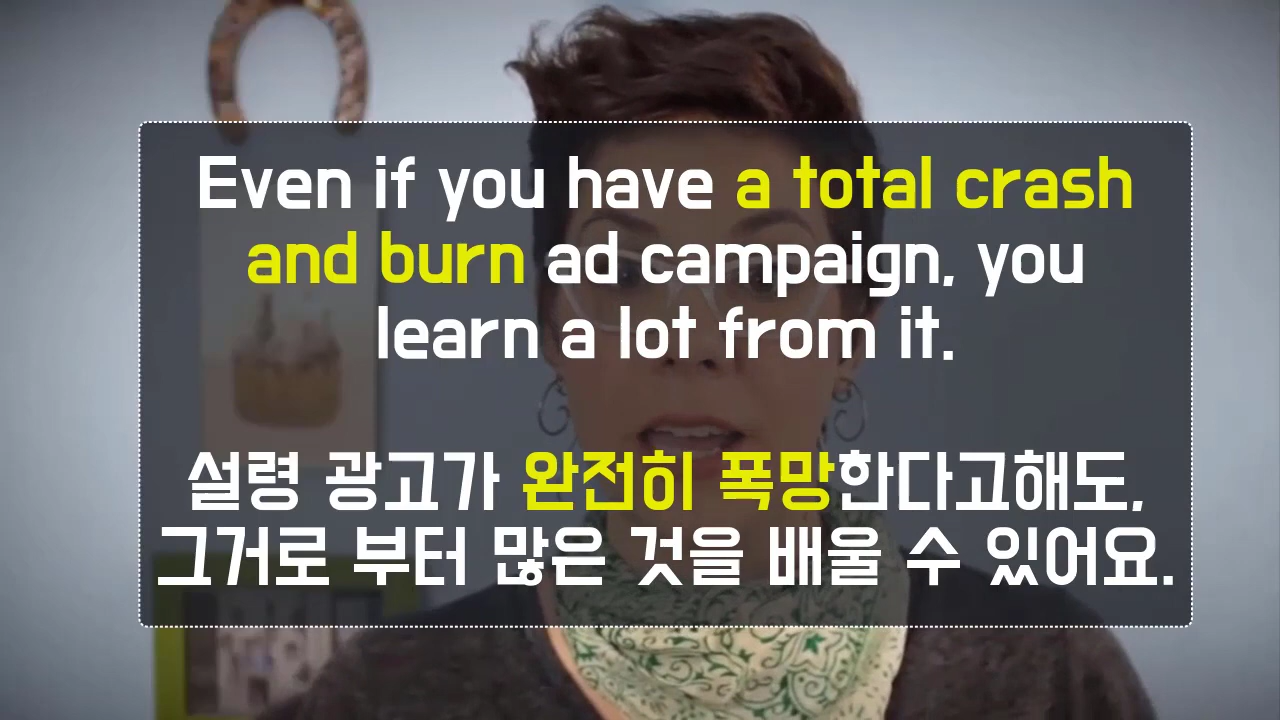 Even if you have a total crash
and burn ad campaign, you
learn a lot from it.
설령 광고가 완전히 폭망한다고해도,
그거로 부터 많은 것을 배울 수 있어요.